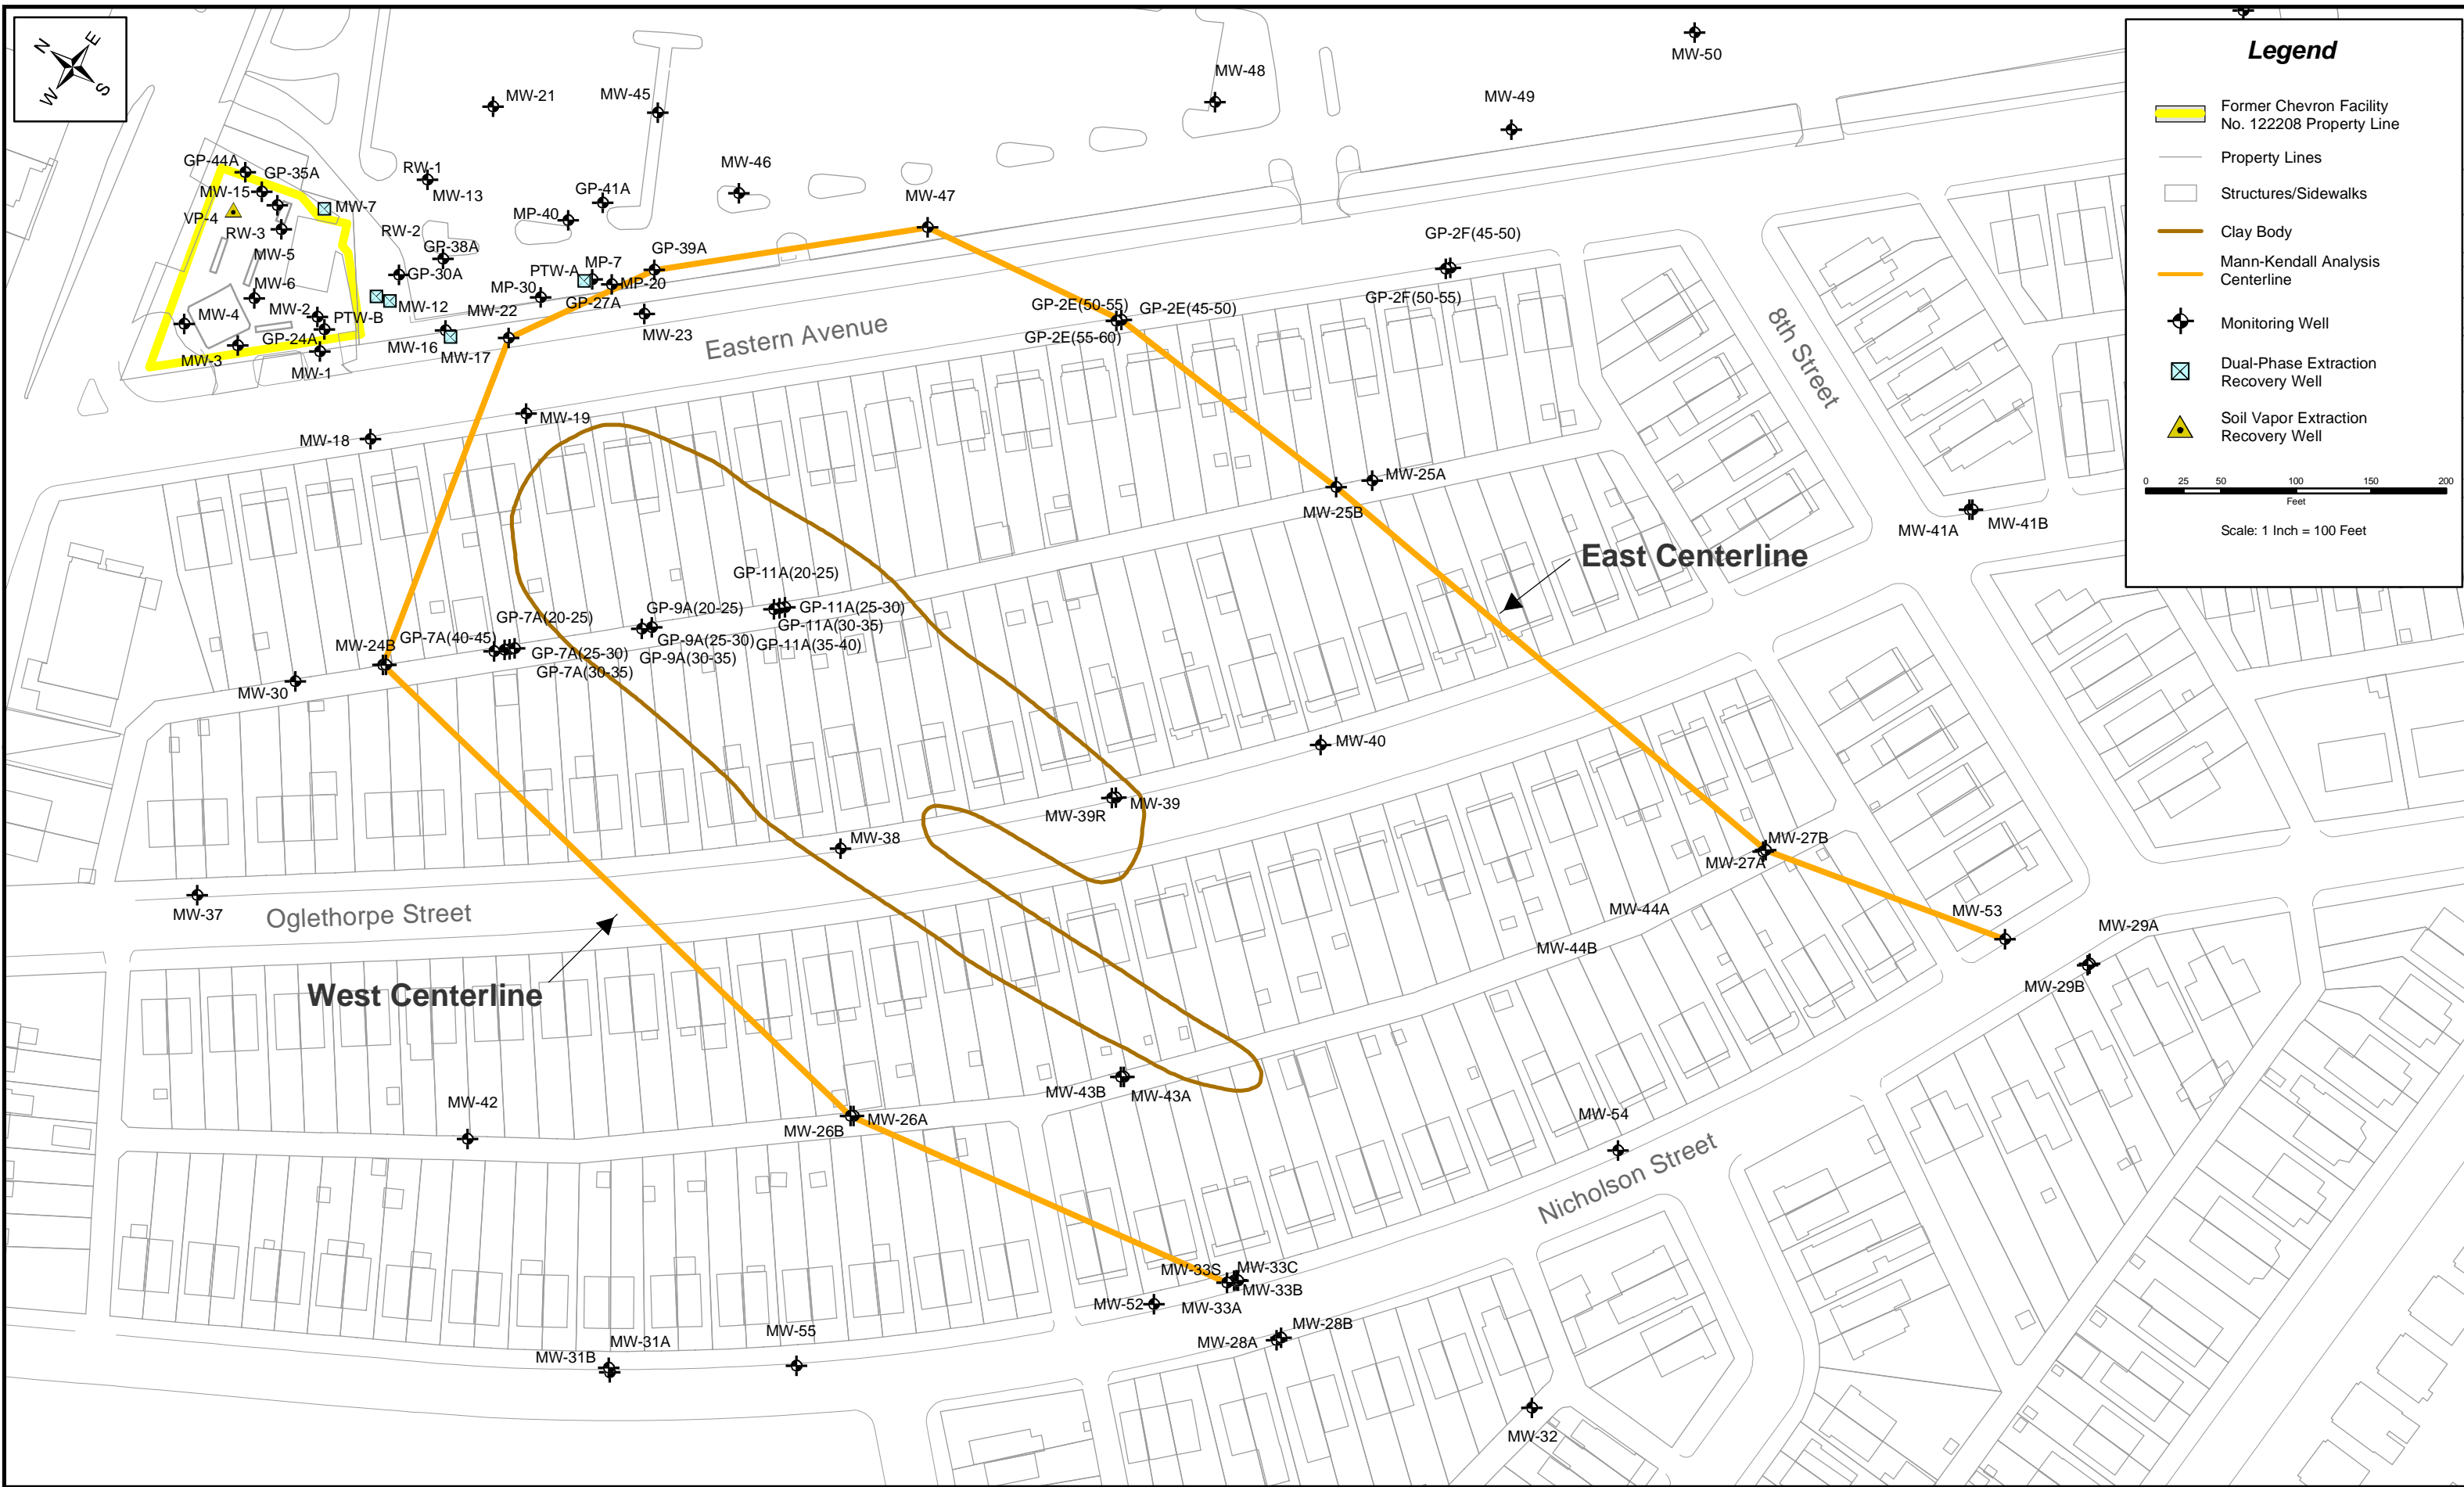 N
E
W
S
MW-50
MW-48
MW-49
MW-21
MW-45
GP-44A
GP-35A
MW-15
VP-4
RW-3
MW-7
RW-1
MW-13
GP-41A
MP-40
MW-46
MW-47
RW-2
GP-38A
GP-30A
MW-5
MW-6
MW-2
MW-4
PTW-B
GP-24A
MW-3
MW-1
MW-12
MW-22
MW-16
MW-17
MP-30
PTW-A
MP-7
GP-39A
MP-20
GP-27A
MW-23
Eastern Avenue
GP-2E(50-55)
GP-2E(45-50)
GP-2E(55-60)
GP-2F(45-50)
GP-2F(50-55)
8th Street
MW-18
MW-19
MW-25A
MW-25B
MW-41A
MW-41B
East Centerline
GP-11A(20-25)
GP-11A(25-30)
GP-11A(30-35)
GP-11A(35-40)
GP-9A(20-25)
GP-9A(25-30)
GP-9A(30-35)
GP-7A(20-25)
GP-7A(40-45)
GP-7A(25-30)
GP-7A(30-35)
MW-24B
MW-30
MW-40
MW-39
MW-39R
MW-38
MW-37
Oglethorpe Street
MW-27B
MW-27A
MW-44A
MW-44B
MW-53
MW-29A
MW-29B
West Centerline
MW-43B
MW-43A
MW-42
MW-26A
MW-26B
MW-54
Nicholson Street
MW-33S
MW-33C
MW-33B
MW-33A
MW-52
MW-28B
MW-28A
MW-55
MW-31A
MW-31B
MW-32
Legend
Former Chevron Facility
No. 122208 Property Line
Property Lines
Structures/Sidewalks
Clay Body
Mann-Kendall Analysis
Centerline
Monitoring Well
Dual-Phase Extraction
Recovery Well
Soil Vapor Extraction
Recovery Well
0 25 50 100 150 200
Feet
Scale: 1 Inch = 100 Feet